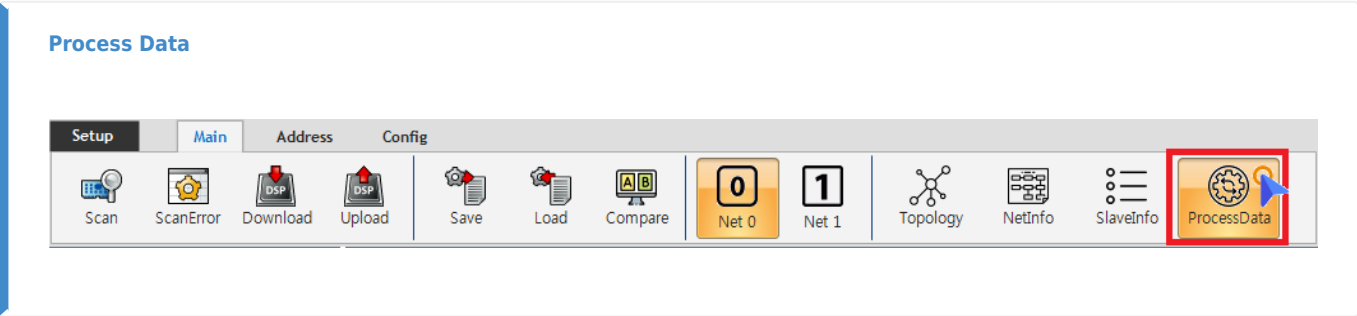 Process Data
Setup Main Address Config
DSP DSP A B 0 1
Scan ScanError Download Upload Save Load Compare Net 0 Net 1 Topology NetInfo SlaveInfo ProcessData